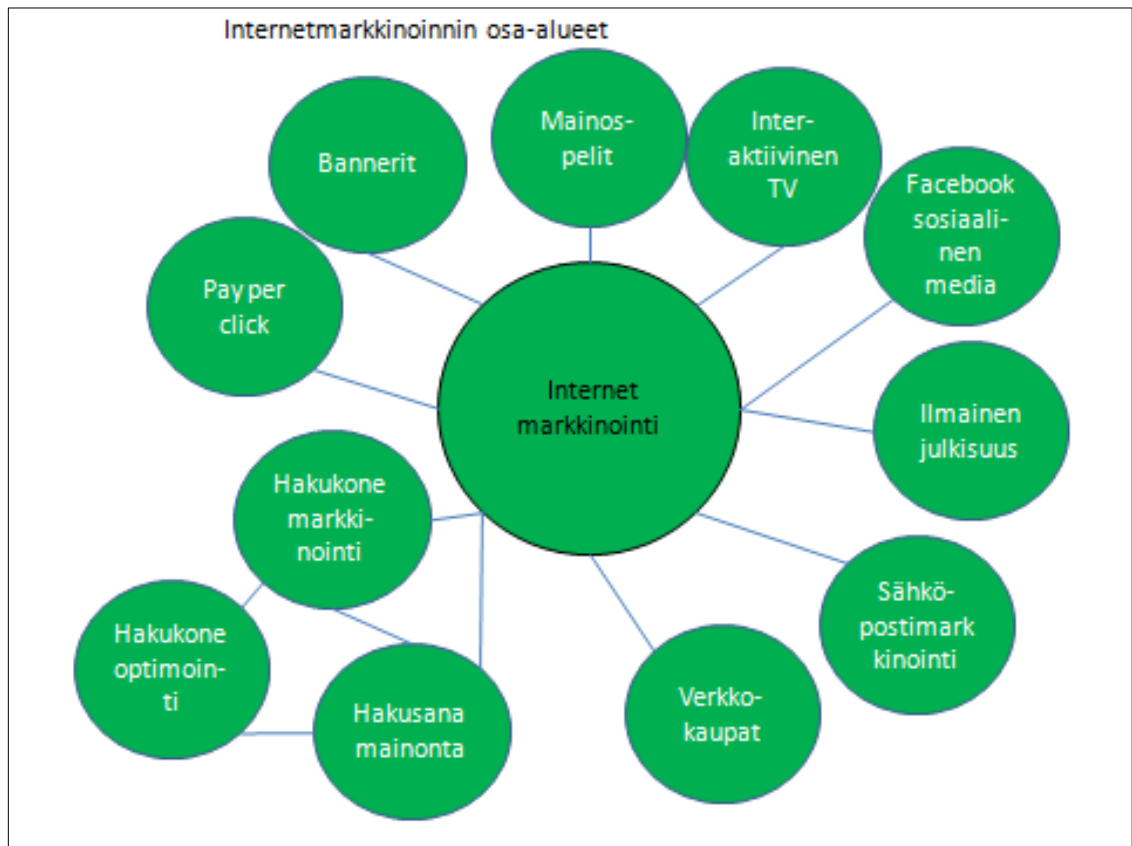 Internetmarkkinoinnin osa-alueet
Mainos-
pelit
Inter-
aktiivinen
TV
Bannerit
Facebook
sosiaali-
nen
media
Pay per
click
Internet
markkinointi
Ilmainen
julkisuus
Hakukone
markki-
nointi
Sähkö-
postimark
kinointi
Hakukone
optimoin-
ti
Hakusana
mainonta
Verkko-
kaupat